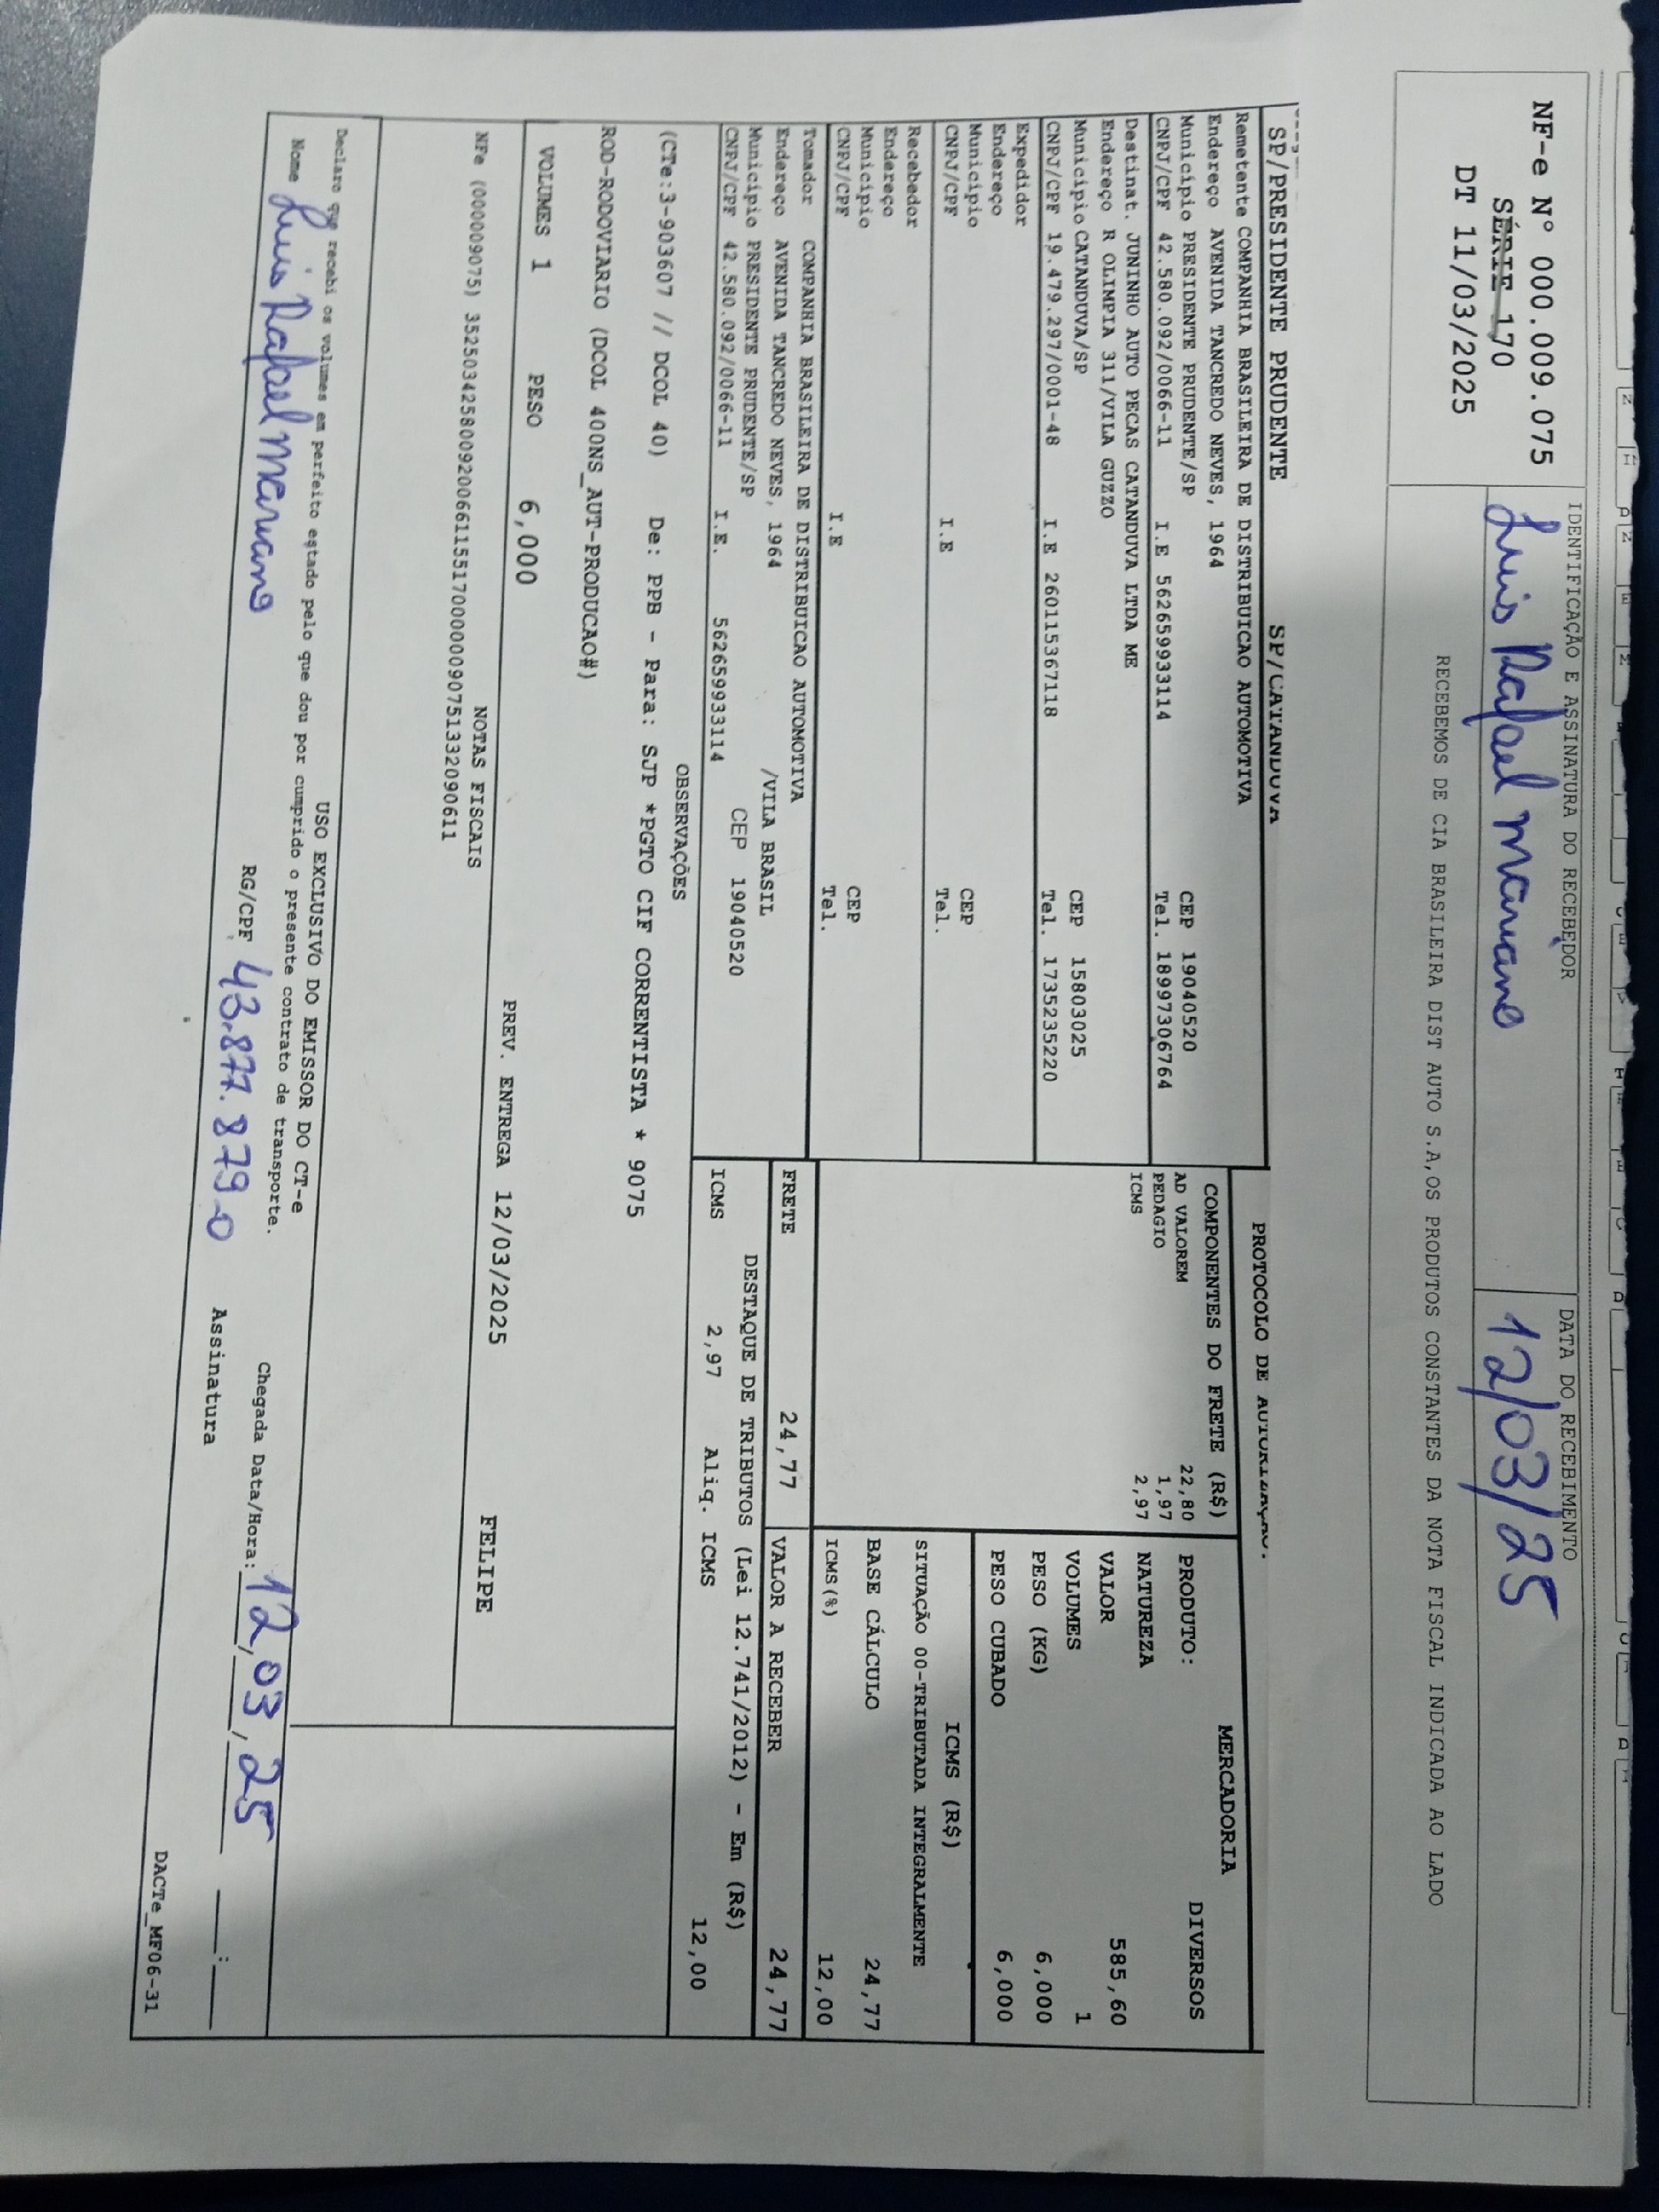 NF-e Nº 000.009.075
SÉRIE 170
DT 11/03/2025
IDENTIFICAÇÃO E ASSINATURA DO RECEBEDOR
Luis Rafael Mariano
DATA DO RECEBIMENTO
12/03/25
RECEBEMOS DE CIA BRASILEIRA DIST AUTO S.A,OS PRODUTOS CONSTANTES DA NOTA FISCAL INDICADA AO LADO
SP/PRESIDENTE PRUDENTE SP/CATANDUVA
PROTOCOLO DE AUTORIZAÇÃO:
Remetente COMPANHIA BRASILEIRA DE DISTRIBUICAO AUTOMOTIVA
Endereço AVENIDA TANCREDO NEVES, 1964
Município PRESIDENTE PRUDENTE/SP CEP 19040520
CNPJ/CPF 42.580.092/0066-11 I.E 562659933114 Tel. 18997306764
Destinat. JUNINHO AUTO PECAS CATANDUVA LTDA ME
Endereço R OLIMPIA 311/VILA GUZZO
Município CATANDUVA/SP CEP 15803025
CNPJ/CPF 19.479.297/0001-48 I.E 260115367118 Tel. 1735235220
Expedidor
Endereço
Município CEP
CNPJ/CPF I.E Tel.
Recebedor
Endereço
Município CEP
CNPJ/CPF I.E Tel.
Tomador COMPANHIA BRASILEIRA DE DISTRIBUICAO AUTOMOTIVA
Endereço AVENIDA TANCREDO NEVES, 1964 /VILA BRASIL
Município PRESIDENTE PRUDENTE/SP CEP 19040520
CNPJ/CPF 42.580.092/0066-11 I.E. 562659933114
COMPONENTES DO FRETE (R$)
AD VALOREM 22,80
PEDAGIO 1,97
ICMS 2,97
MERCADORIA
PRODUTO: DIVERSOS
NATUREZA
VALOR 585,60
VOLUMES 1
PESO (KG) 6,000
PESO CUBADO 6,000
ICMS (R$)
SITUAÇÃO 00-TRIBUTADA INTEGRALMENTE
BASE CÁLCULO 24,77
ICMS(%) 12,00
FRETE 24,77
VALOR A RECEBER 24,77
DESTAQUE DE TRIBUTOS (Lei 12.741/2012) - Em (R$)
ICMS 2,97 Aliq. ICMS 12,00
OBSERVAÇÕES
(CTe:3-903607 // DCOL 40) De: PPB - Para: SJP *PGTO CIF CORRENTISTA * 9075
ROD-RODOVIARIO (DCOL 400NS_AUT-PRODUCAO#)
VOLUMES 1 PESO 6,000 PREV. ENTREGA 12/03/2025 FELIPE
NOTAS FISCAIS
NFe (000009075) 35250342580092006611551700000090751332090611
USO EXCLUSIVO DO EMISSOR DO CT-e
Declaro que recebi os volumes em perfeito estado pelo que dou por cumprido o presente contrato de transporte.
Nome Luis Rafael Mariano RG/CPF 43.877.879-0 Chegada Data/Hora: 12/03/25 __:__
Assinatura
DACTe_MF06-31